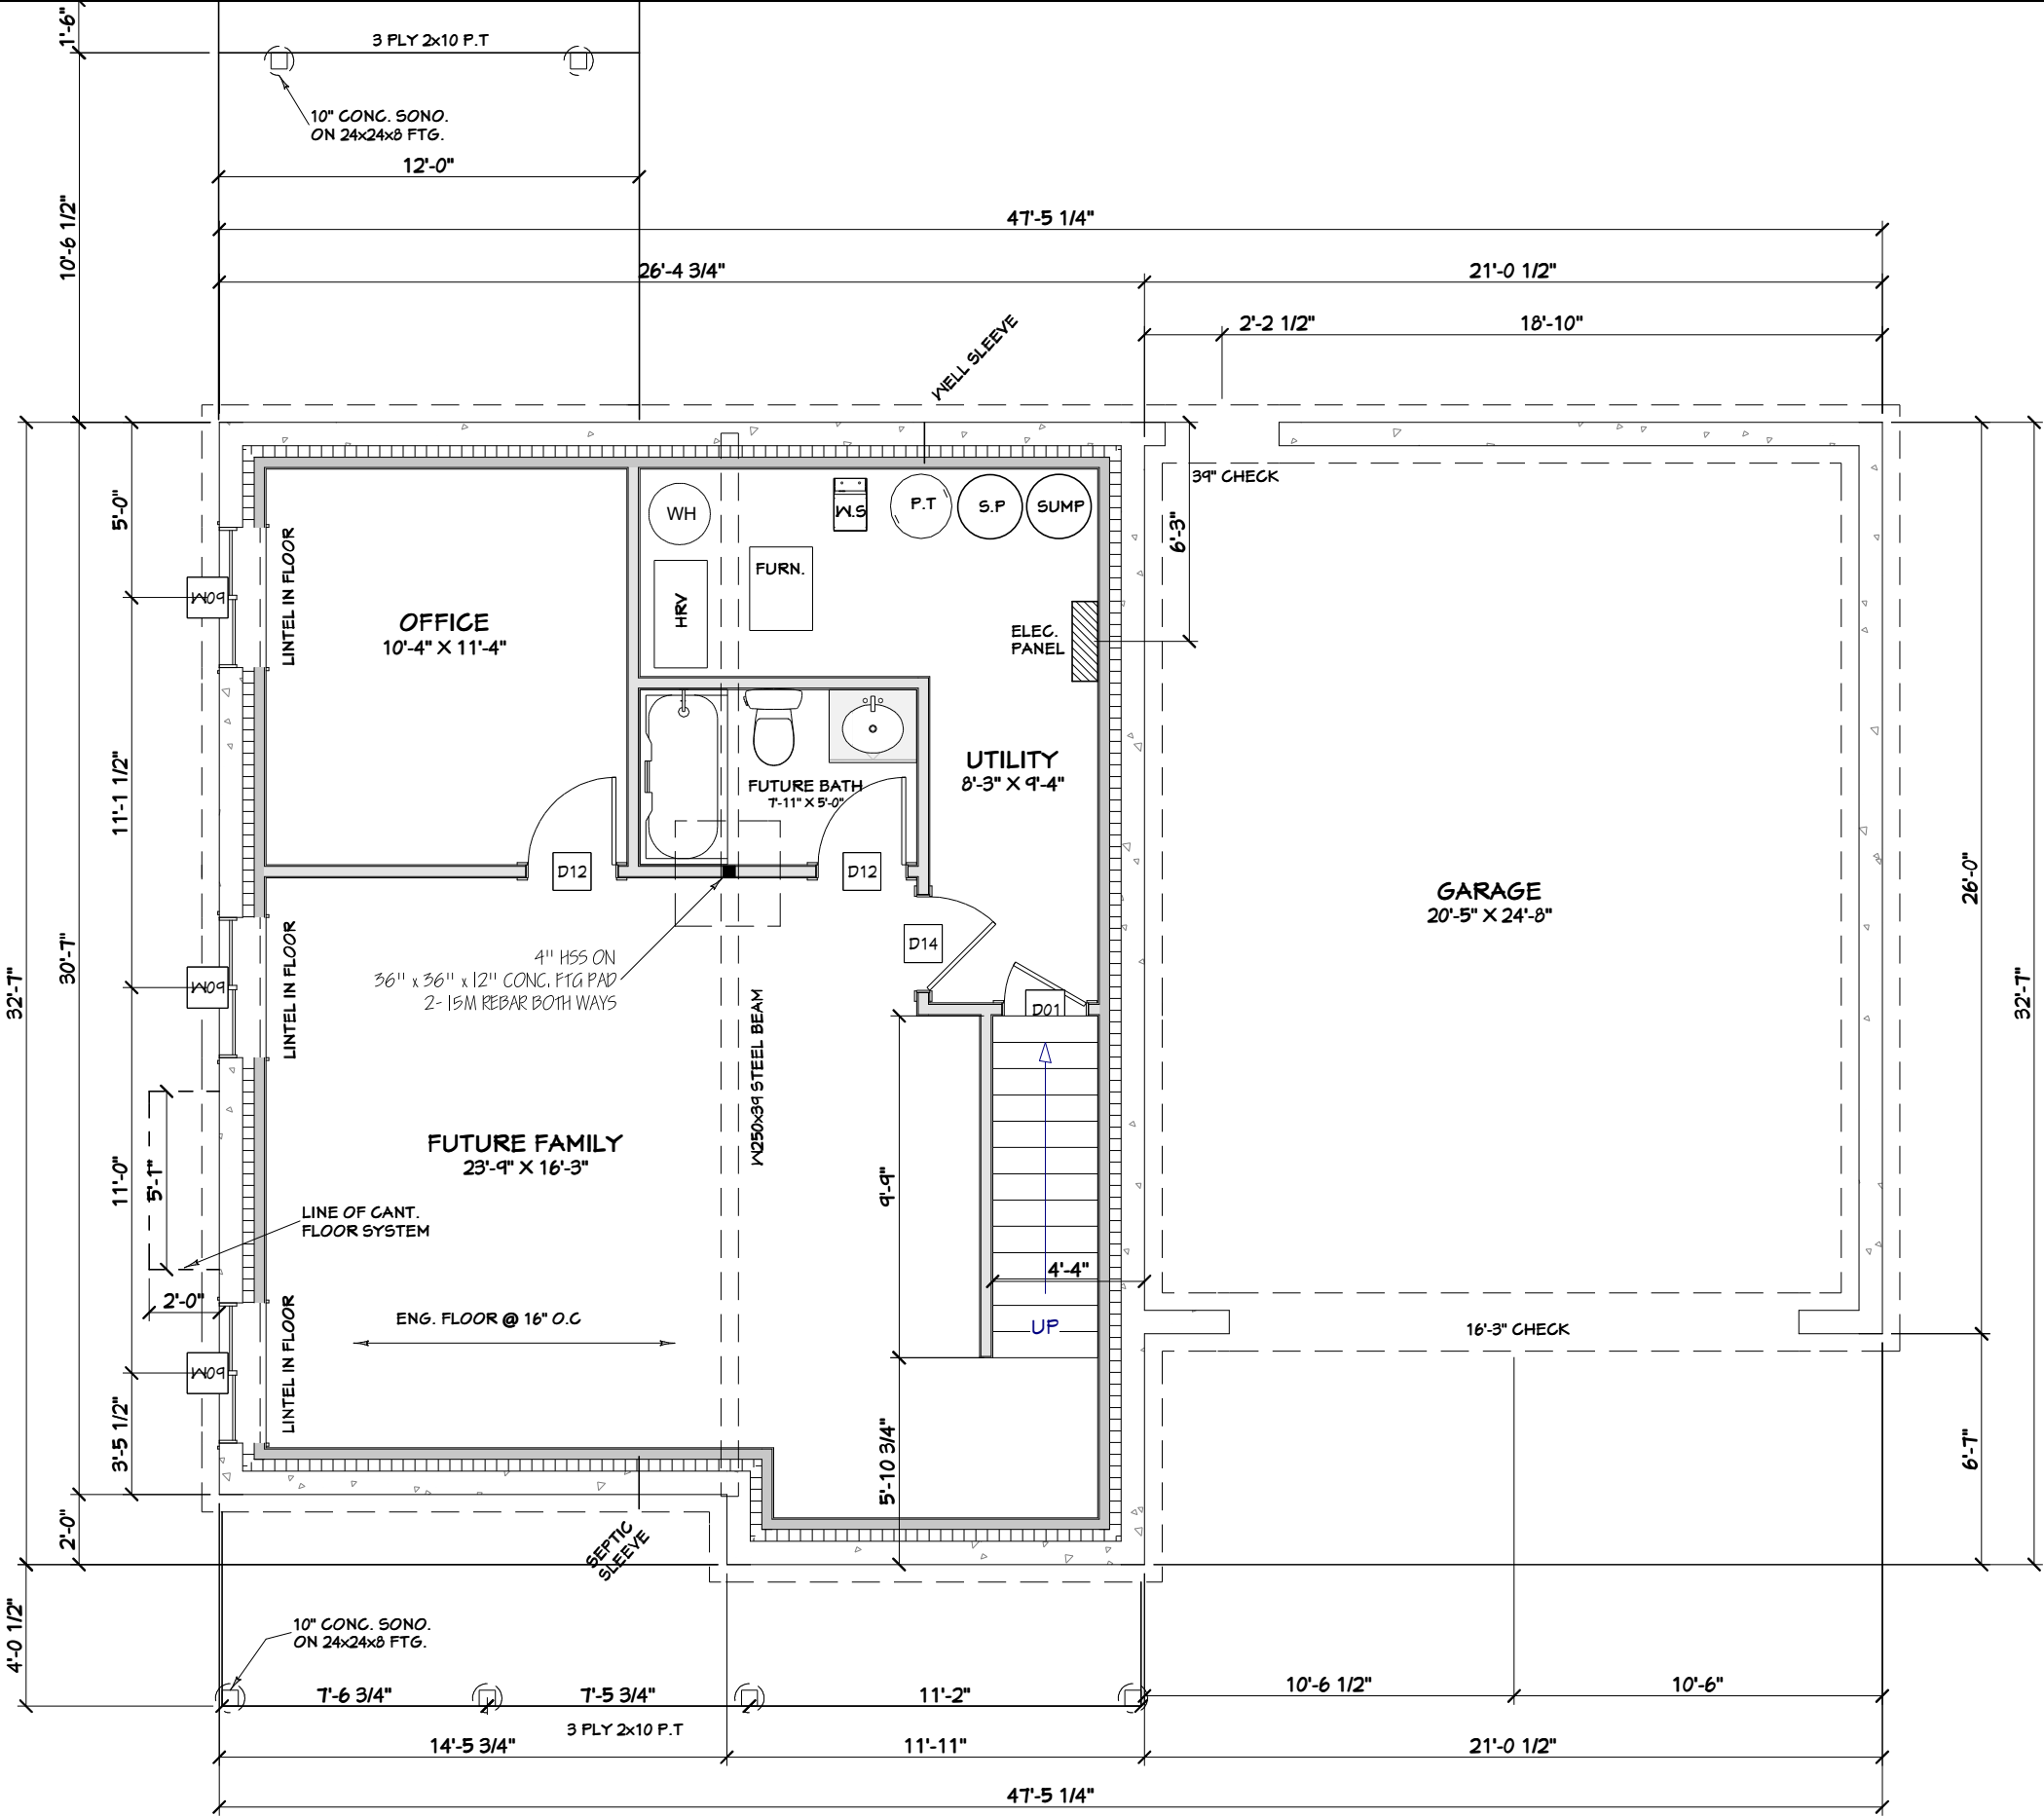 1'-6"
3 PLY 2x10 P.T
10" CONC. SONO.
ON 24x24x8 FTG.
12'-0"
10'-6 1/2"
47'-5 1/4"
26'-4 3/4"
21'-0 1/2"
2'-2 1/2"
18'-10"
WELL SLEEVE
39" CHECK
5'-0"
6'-3"
LINTEL IN FLOOR
W09
OFFICE
10'-4" X 11'-4"
WH
HRV
FURN.
W.S
P.T
S.P
SUMP
ELEC.
PANEL
UTILITY
8'-3" X 9'-4"
FUTURE BATH
7'-11" X 5'-0"
11'-1 1/2"
D12
D12
D14
D01
GARAGE
20'-5" X 24'-8"
26'-0"
32'-7"
30'-7"
32'-7"
4" HSS ON
36" x 36" x 12" CONC. FTG PAD
2- 15M REBAR BOTH WAYS
LINTEL IN FLOOR
W09
W250x39 STEEL BEAM
FUTURE FAMILY
23'-9" X 16'-3"
11'-0"
5'-1"
9'-9"
LINE OF CANT.
FLOOR SYSTEM
2'-0"
4'-4"
ENG. FLOOR @ 16" O.C
UP
16'-3" CHECK
LINTEL IN FLOOR
W09
3'-5 1/2"
5'-10 3/4"
6'-7"
2'-0"
SEPTIC
SLEEVE
4'-0 1/2"
10" CONC. SONO.
ON 24x24x8 FTG.
7'-6 3/4"
7'-5 3/4"
11'-2"
10'-6 1/2"
10'-6"
3 PLY 2x10 P.T
14'-5 3/4"
11'-11"
21'-0 1/2"
47'-5 1/4"